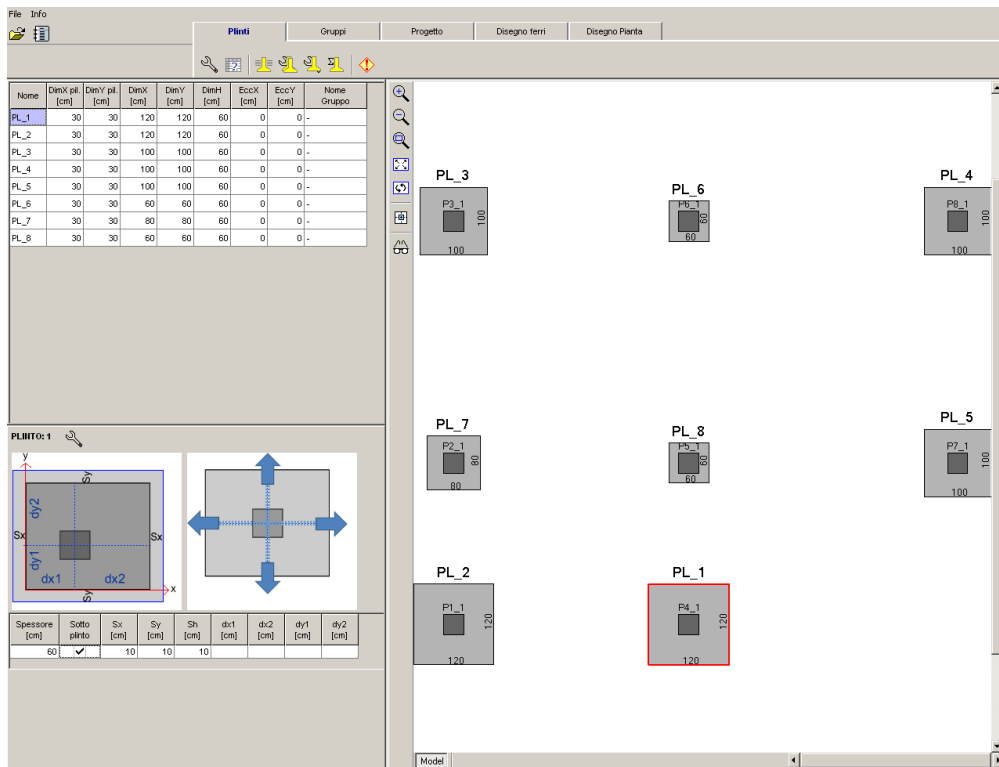 File Info
Plinti Gruppi Progetto Disegno ferri Disegno Pianta
Nome DimX pil. [cm] DimY pil. [cm] DimX [cm] DimY [cm] DimH [cm] EccX [cm] EccY [cm] Nome Gruppo
PL_1 30 30 120 120 60 0 0 -
PL_2 30 30 120 120 60 0 0 -
PL_3 30 30 100 100 60 0 0 -
PL_4 30 30 100 100 60 0 0 -
PL_5 30 30 100 100 60 0 0 -
PL_6 30 30 60 60 60 0 0 -
PL_7 30 30 80 80 60 0 0 -
PL_8 30 30 60 60 60 0 0 -
PL_3 PL_6 PL_4
P3_1 100 100
P6_1 60 60
P8_1 100 100
PL_7 PL_8 PL_5
P2_1 80 80
P5_1 60 60
P7_1 100 100
PL_2 PL_1
P1_1 120 120
P4_1 120 120
PLINTO: 1
y
Sy
dy2
Sx Sx
dy1
dx1 dx2
x
Sy
Spessore [cm] Sotto plinto Sx [cm] Sy [cm] Sh [cm] dx1 [cm] dx2 [cm] dy1 [cm] dy2 [cm]
60 10 10 10
Model